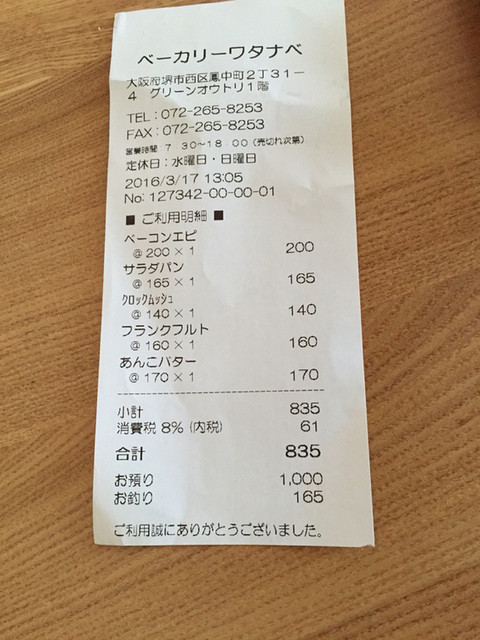 ベーカリーワタナベ
大阪府堺市西区鳳中町2丁31－
4　グリーンオウトリ1階
TEL：072-265-8253
FAX：072-265-8253
営業時間 7：30～18：00（売切れ次第）
定休日：水曜日・日曜日
2016/3/17 13:05
No: 127342-00-00-01
■ ご利用明細 ■
ベーコンエピ
@ 200 × 1 200
サラダパン
@ 165 × 1 165
ｸﾛｯｸﾑｯｼｭ
@ 140 × 1 140
フランクフルト
@ 160 × 1 160
あんこバター
@ 170 × 1 170
小計 835
消費税 8% (内税) 61
合計 835
お預り 1,000
お釣り 165
ご利用誠にありがとうございました。